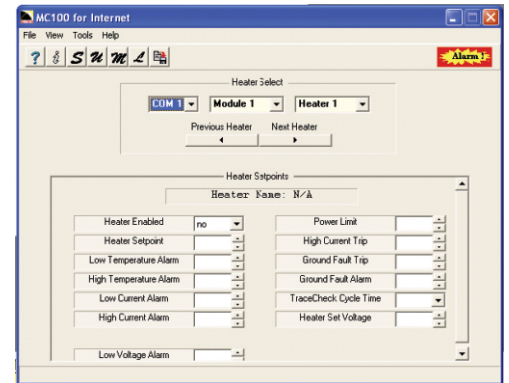 MC100 for Internet
File View Tools Help
? S U M L Alarm !
Heater Select
COM 1 Module 1 Heater 1
Previous Heater Next Heater
Heater Setpoints
Heater Name: N/A
Heater Enabled no Power Limit
Heater Setpoint High Current Trip
Low Temperature Alarm Ground Fault Trip
High Temperature Alarm Ground Fault Alarm
Low Current Alarm TraceCheck Cycle Time
High Current Alarm Heater Set Voltage
Low Voltage Alarm